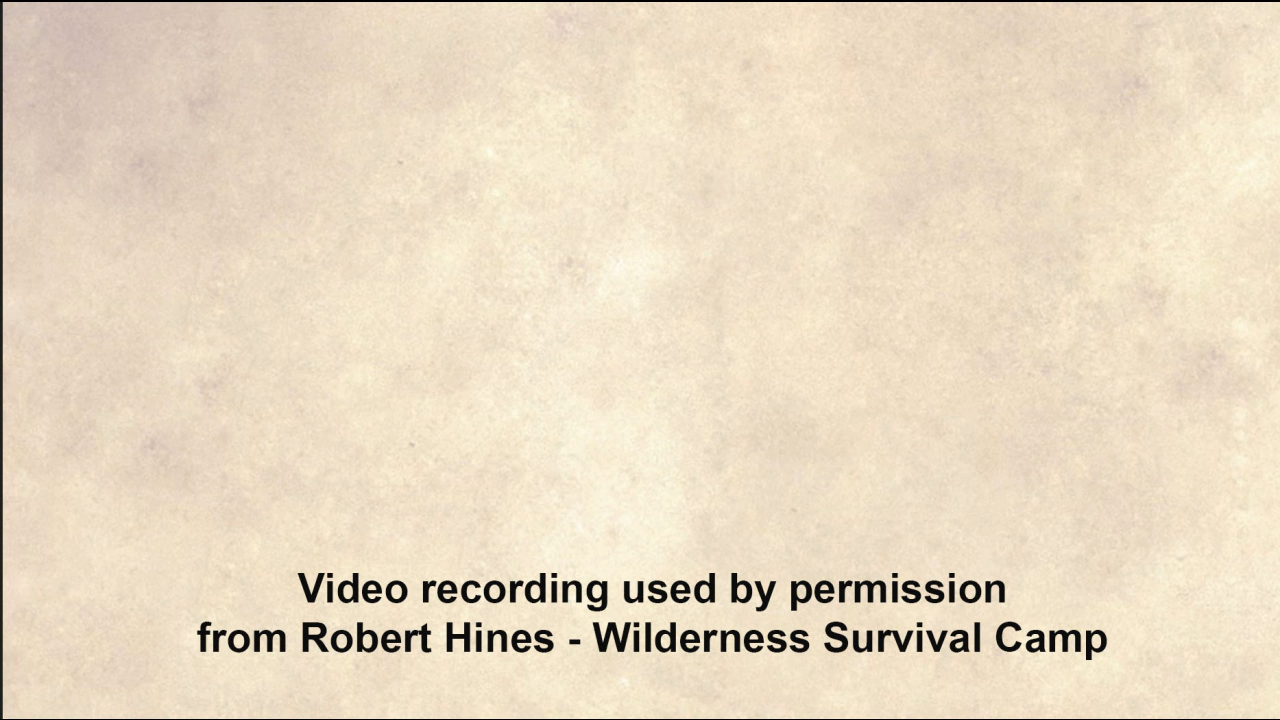 Video recording used by permission
from Robert Hines - Wilderness Survival Camp